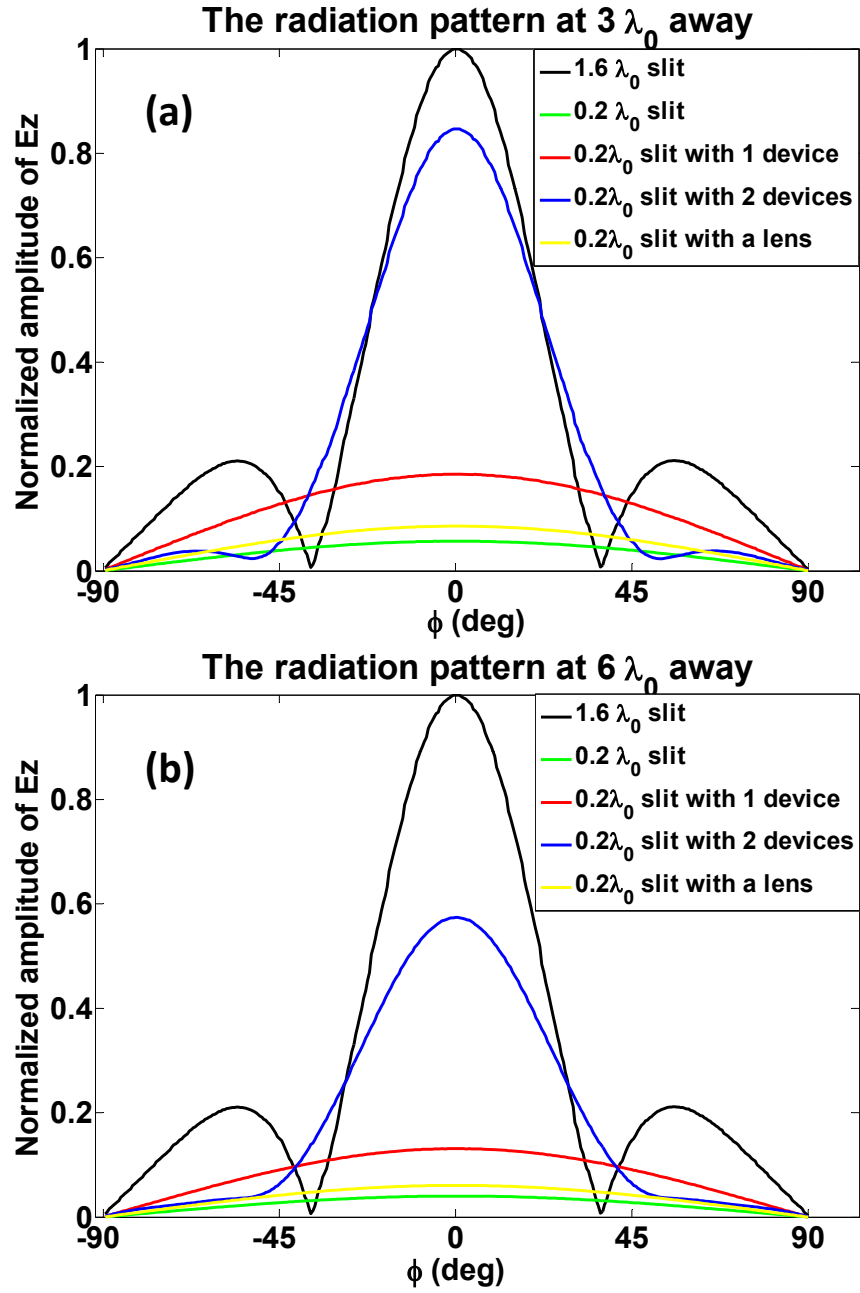 The radiation pattern at 3 λ0 away
(a)
1.6 λ0 slit
0.2 λ0 slit
0.2λ0 slit with 1 device
0.2λ0 slit with 2 devices
0.2λ0 slit with a lens
Normalized amplitude of Ez
1
0.8
0.6
0.4
0.2
0
-90
-45
0
45
90
ϕ (deg)
The radiation pattern at 6 λ0 away
(b)
1.6 λ0 slit
0.2 λ0 slit
0.2λ0 slit with 1 device
0.2λ0 slit with 2 devices
0.2λ0 slit with a lens
Normalized amplitude of Ez
1
0.8
0.6
0.4
0.2
0
-90
-45
0
45
90
ϕ (deg)